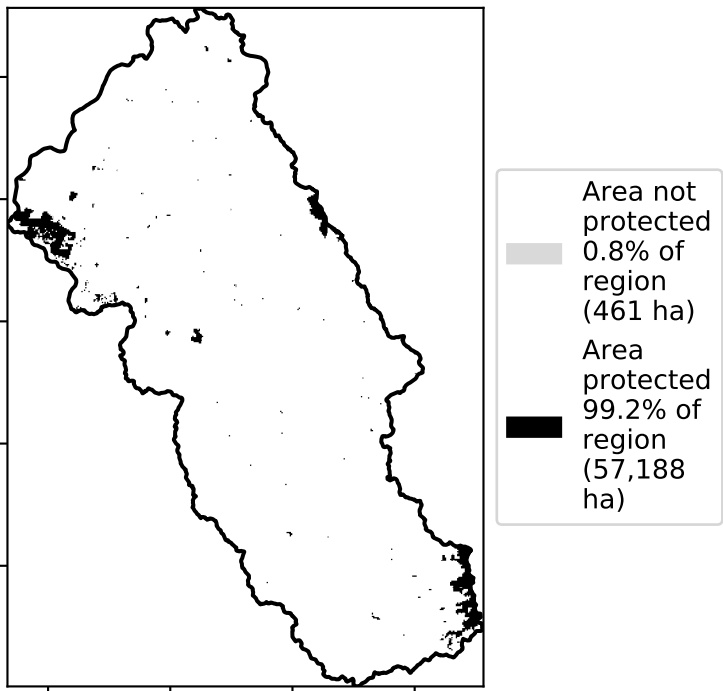 Area not
protected
0.8% of
region
(461 ha)
Area
protected
99.2% of
region
(57,188
ha)